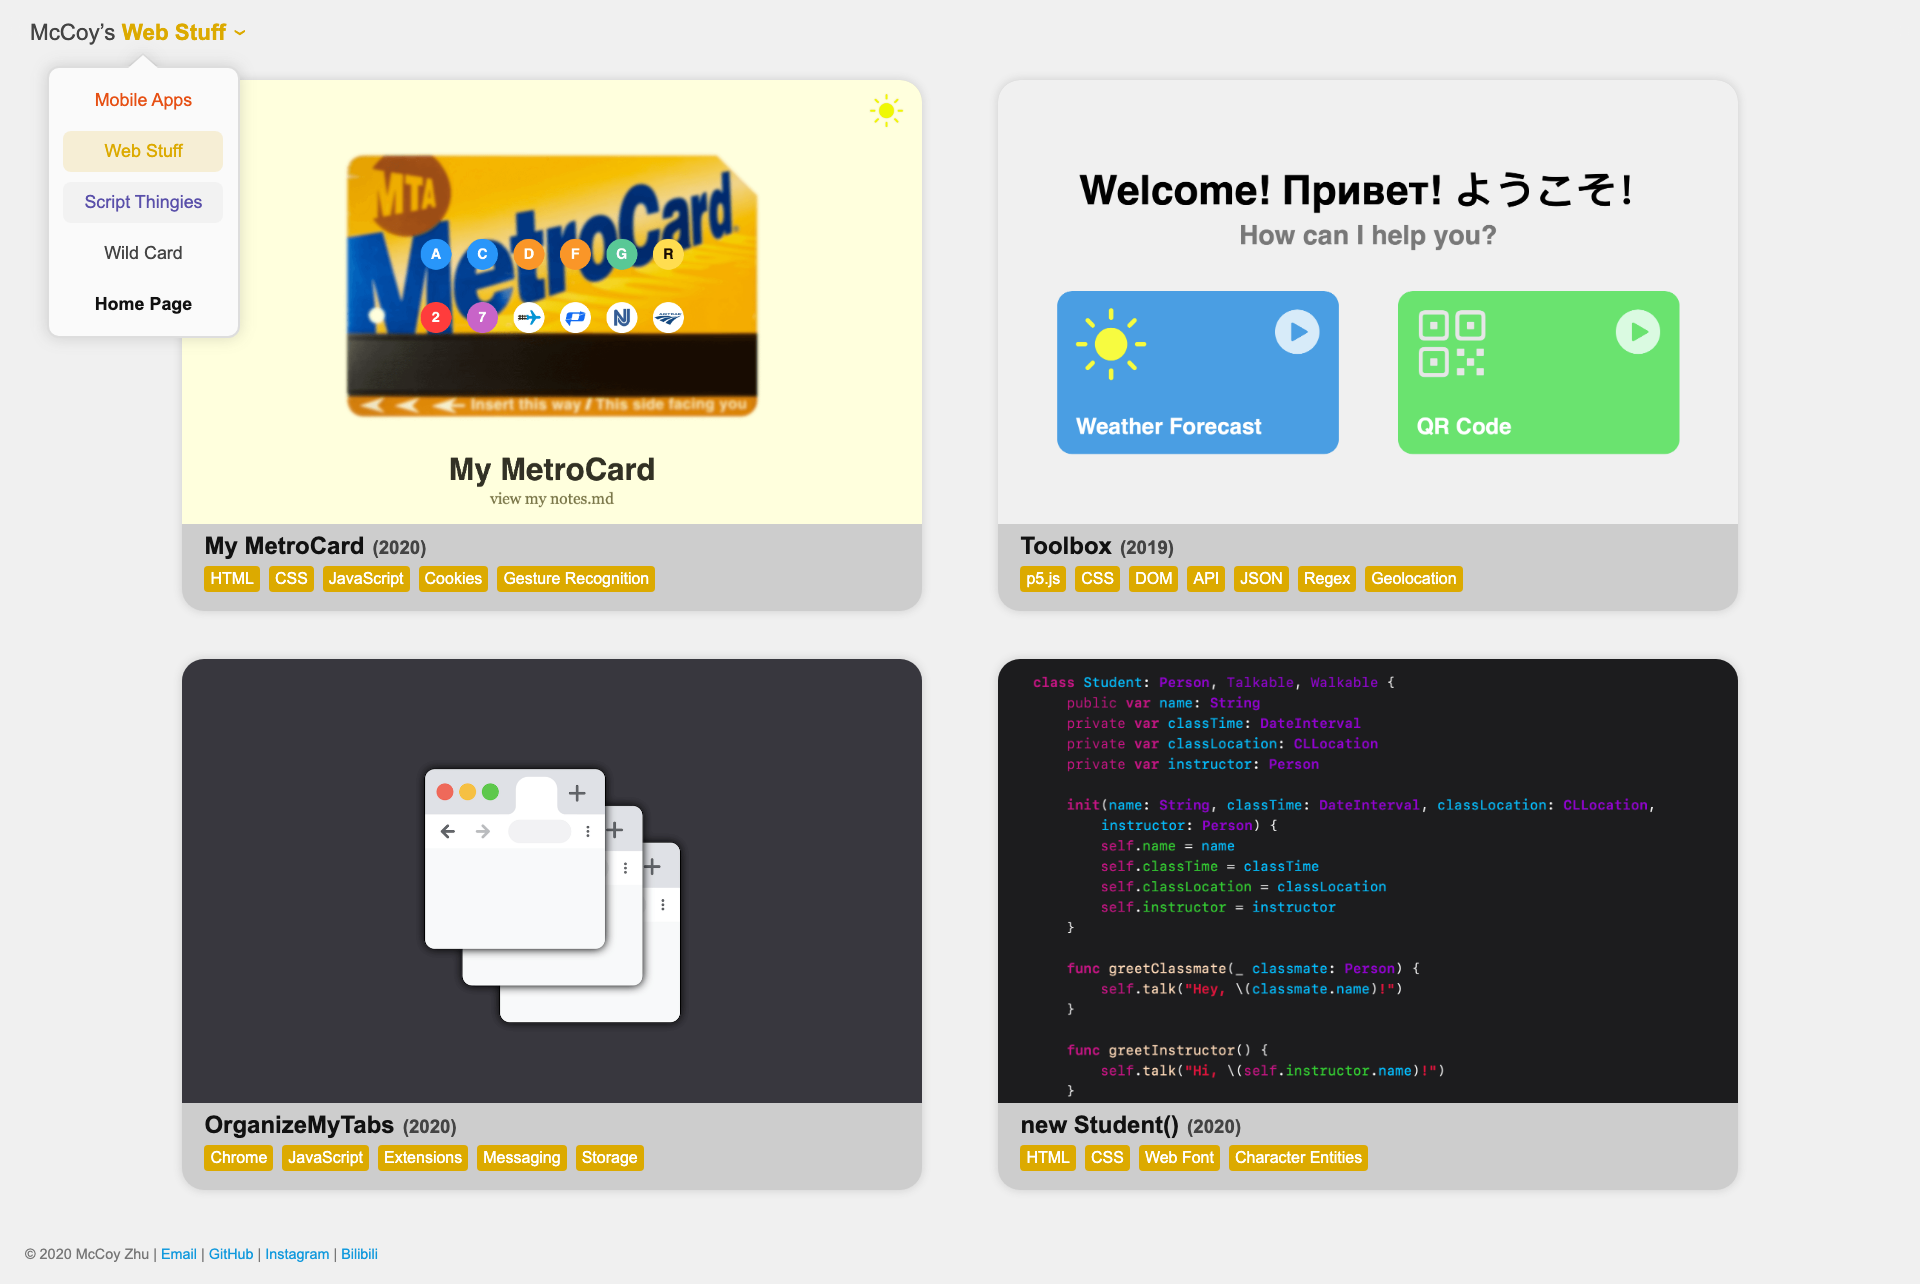 McCoy’s Web Stuff
Mobile Apps
Web Stuff
Script Thingies
Wild Card
Home Page
MTA
MetroCard
A C D F G R
2 7
Insert this way / This side facing you
My MetroCard
view my notes.md
My MetroCard (2020)
HTML CSS JavaScript Cookies Gesture Recognition
Welcome! Привет! ようこそ！
How can I help you?
Weather Forecast
QR Code
Toolbox (2019)
p5.js CSS DOM API JSON Regex Geolocation
OrganizeMyTabs (2020)
Chrome JavaScript Extensions Messaging Storage
class Student: Person, Talkable, Walkable {
public var name: String
private var classTime: DateInterval
private var classLocation: CLLocation
private var instructor: Person
init(name: String, classTime: DateInterval, classLocation: CLLocation,
instructor: Person) {
self.name = name
self.classTime = classTime
self.classLocation = classLocation
self.instructor = instructor
}
func greetClassmate(_ classmate: Person) {
self.talk("Hey, \(classmate.name)!")
}
func greetInstructor() {
self.talk("Hi, \(self.instructor.name)!")
}
new Student() (2020)
HTML CSS Web Font Character Entities
© 2020 McCoy Zhu | Email | GitHub | Instagram | Bilibili